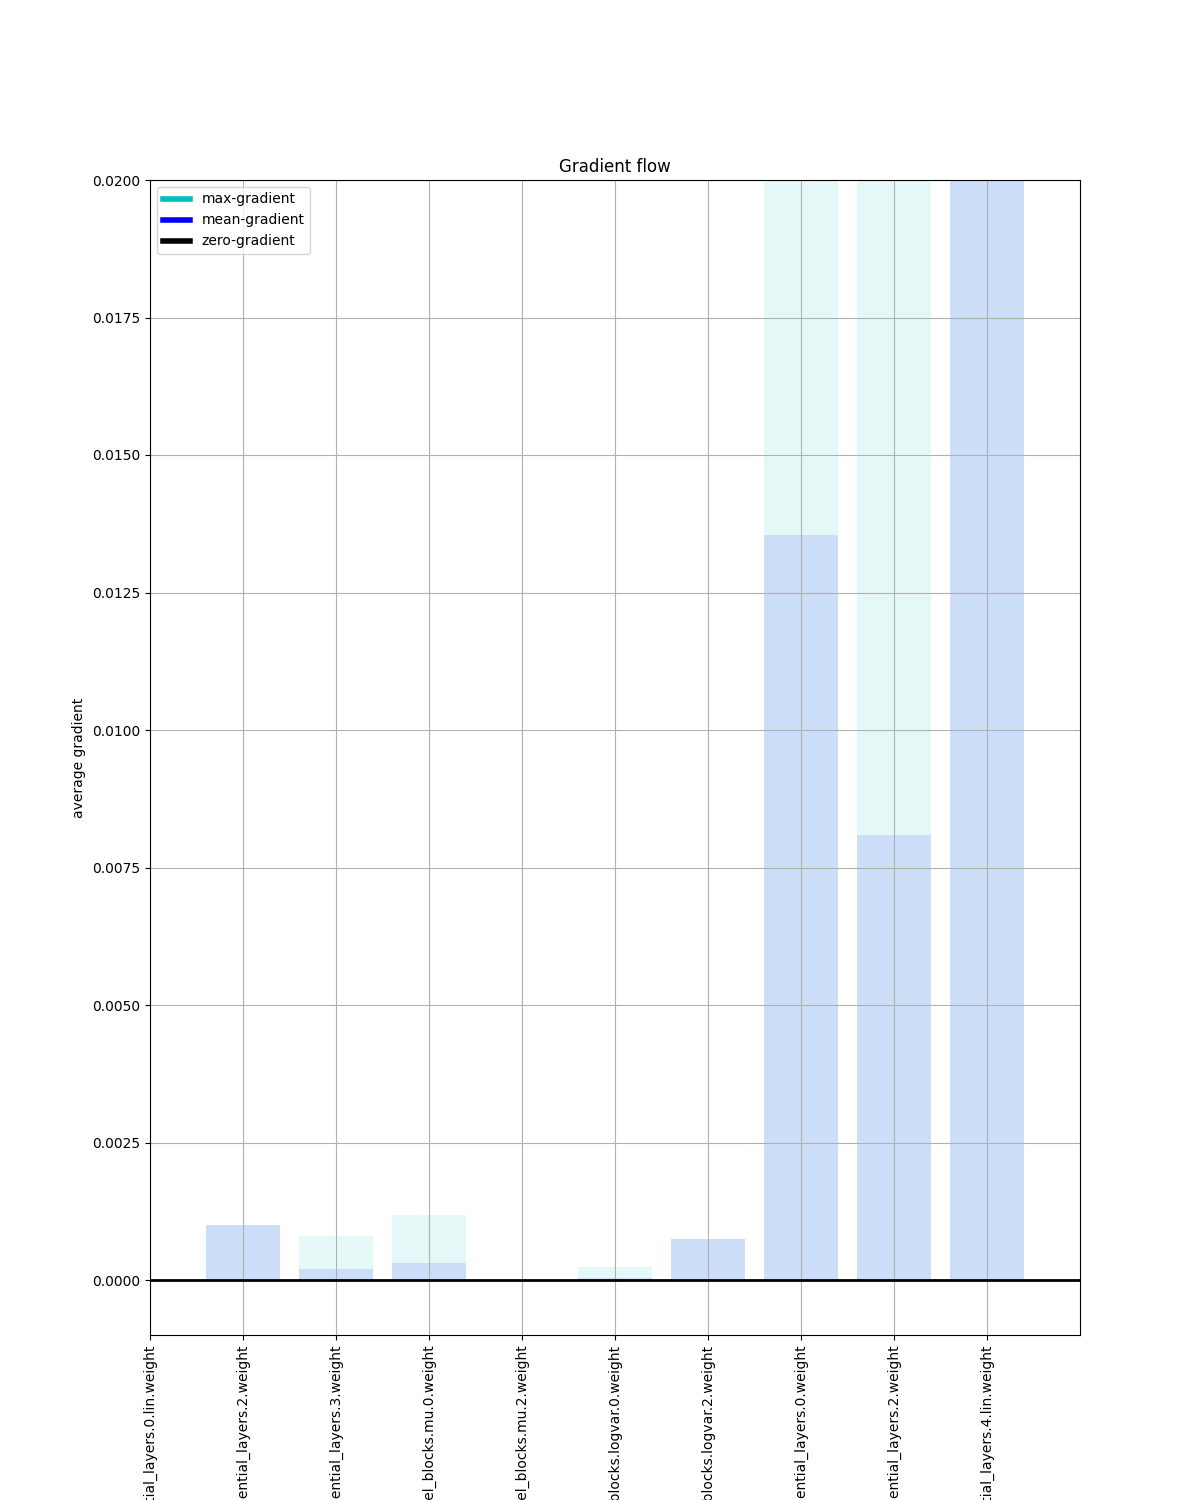 Gradient flow
max-gradient
mean-gradient
zero-gradient
0.0200
0.0175
0.0150
0.0125
0.0100
0.0075
0.0050
0.0025
0.0000
average gradient
tial_layers.0.lin.weight
ential_layers.2.weight
ential_layers.3.weight
el_blocks.mu.0.weight
el_blocks.mu.2.weight
blocks.logvar.0.weight
blocks.logvar.2.weight
ential_layers.0.weight
ential_layers.2.weight
tial_layers.4.lin.weight